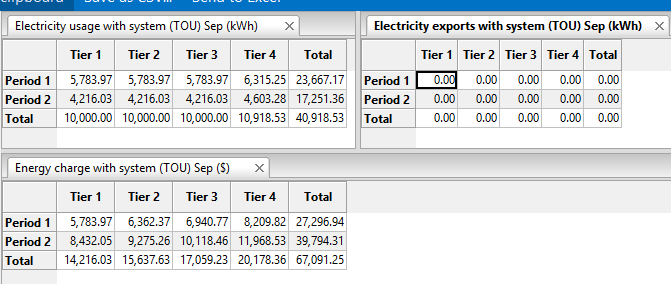 Electricity usage with system (TOU) Sep (kWh)
Tier 1 Tier 2 Tier 3 Tier 4 Total
Period 1 5,783.97 5,783.97 5,783.97 6,315.25 23,667.17
Period 2 4,216.03 4,216.03 4,216.03 4,603.28 17,251.36
Total 10,000.00 10,000.00 10,000.00 10,918.53 40,918.53
Electricity exports with system (TOU) Sep (kWh)
Tier 1 Tier 2 Tier 3 Tier 4 Total
Period 1 0.00 0.00 0.00 0.00 0.00
Period 2 0.00 0.00 0.00 0.00 0.00
Total 0.00 0.00 0.00 0.00 0.00
Energy charge with system (TOU) Sep ($)
Tier 1 Tier 2 Tier 3 Tier 4 Total
Period 1 5,783.97 6,362.37 6,940.77 8,209.82 27,296.94
Period 2 8,432.05 9,275.26 10,118.46 11,968.53 39,794.31
Total 14,216.03 15,637.63 17,059.23 20,178.36 67,091.25